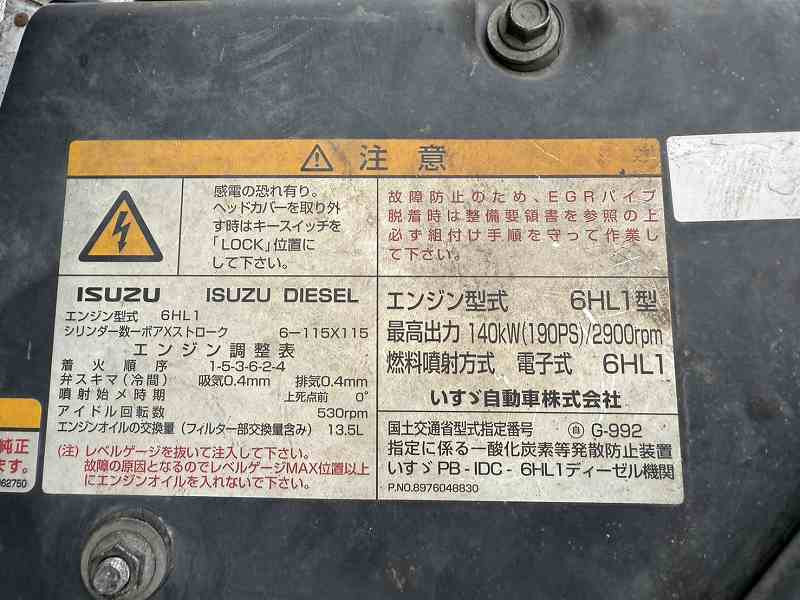 注意
感電の恐れ有り。
ヘッドカバーを取り外
す時はキースイッチを
「LOCK」位置に
して下さい。
故障防止のため、EGRパイプ
脱着時は整備要領書を参照の上
必ず組付け手順を守って作業し
て下さい。
ISUZU ISUZU DIESEL
エンジン型式 6HL1
シリンダー数ーボアXストローク 6-115X115
エンジン調整表
着火順序 1-5-3-6-2-4
弁スキマ(冷間) 吸気0.4mm 排気0.4mm
噴射始メ時期 上死点前 0°
アイドル回転数 530rpm
エンジンオイルの交換量(フィルター部交換量含み) 13.5L
(注)レベルゲージを抜いて注入して下さい。
故障の原因となるのでレベルゲージMAX位置以上
にエンジンオイルを入れないで下さい。
エンジン型式 6HL1型
最高出力 140kW(190PS)/2900rpm
燃料噴射方式 電子式 6HL1
いすゞ自動車株式会社
国土交通省型式指定番号 自 G-992
指定に係る一酸化炭素等発散防止装置
いすゞPB-IDC-6HL1ディーゼル機関
P.NO.8976048830
純正
ます。
062750